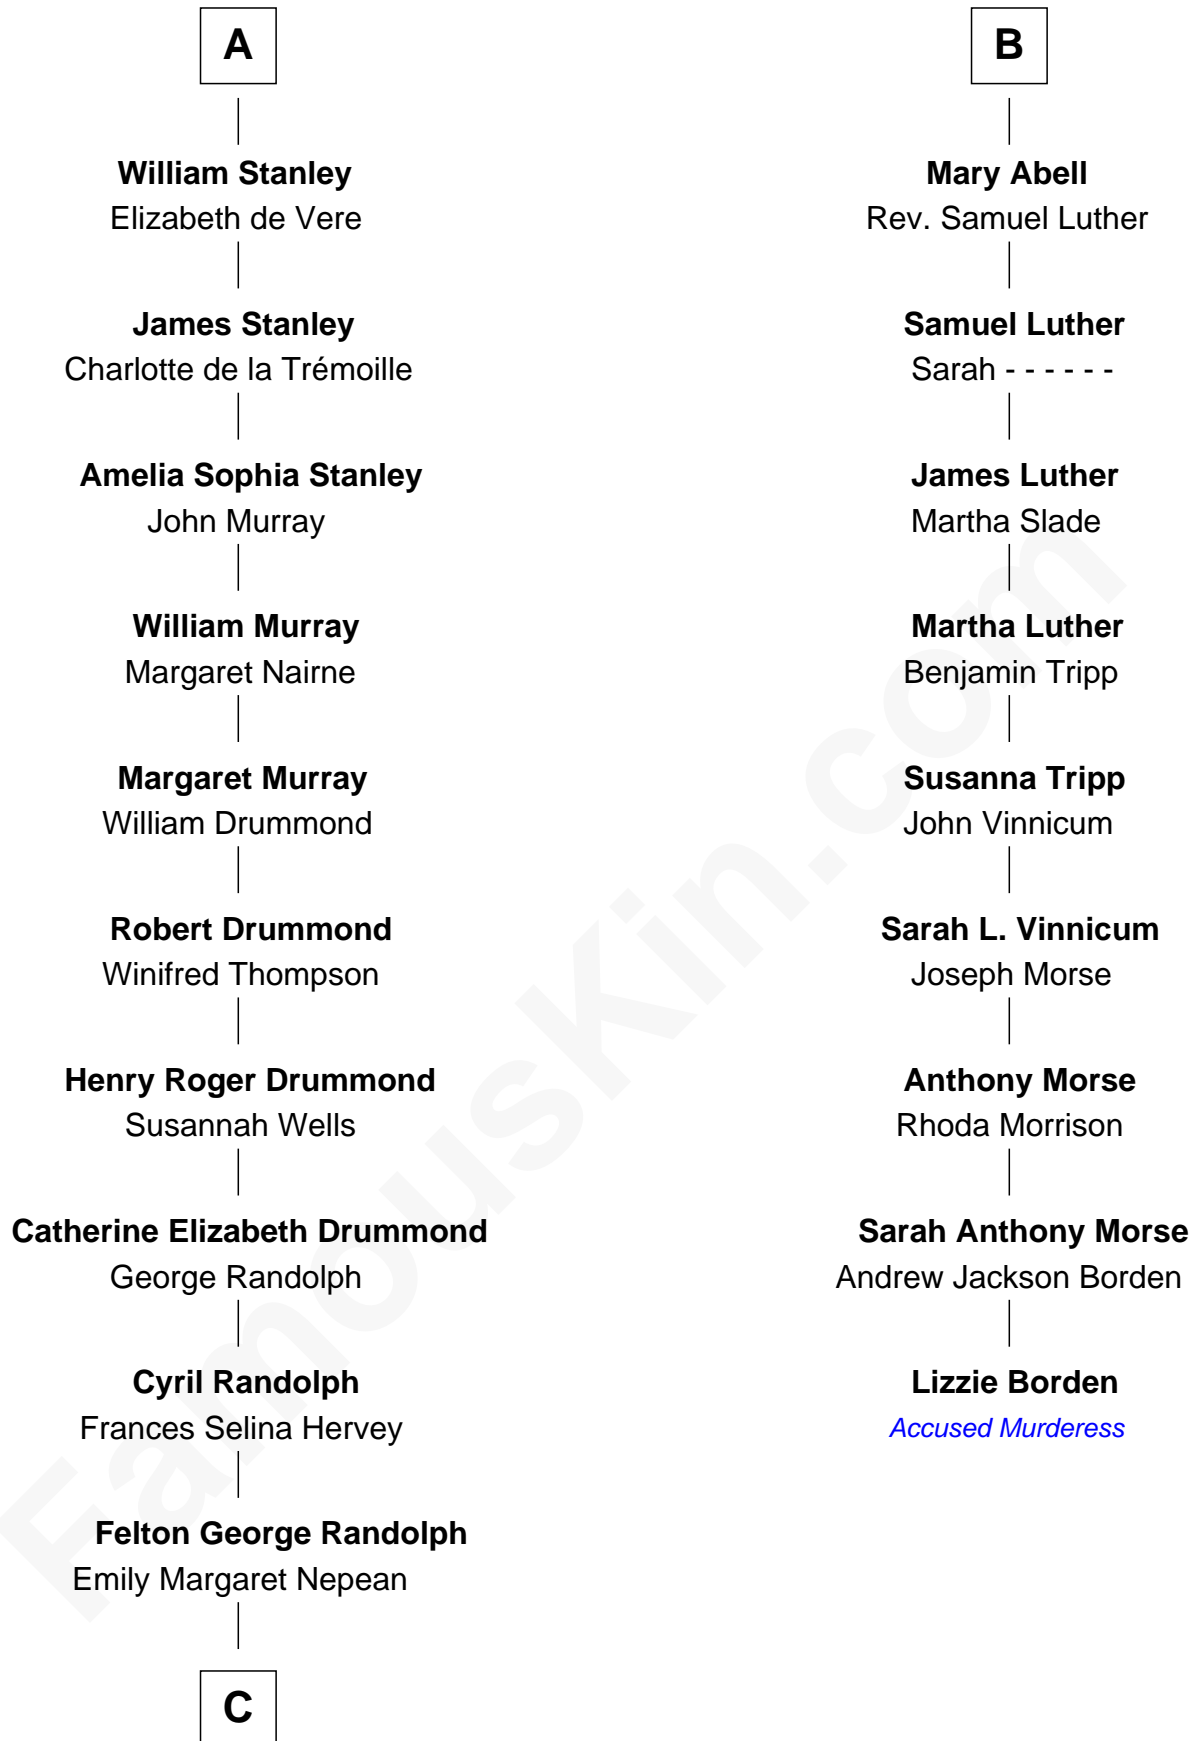 A
William Stanley
Elizabeth de Vere
James Stanley
Charlotte de la Trémoille
Amelia Sophia Stanley
John Murray
William Murray
Margaret Nairne
Margaret Murray
William Drummond
Robert Drummond
Winifred Thompson
Henry Roger Drummond
Susannah Wells
Catherine Elizabeth Drummond
George Randolph
Cyril Randolph
Frances Selina Hervey
Felton George Randolph
Emily Margaret Nepean
C
B
Mary Abell
Rev. Samuel Luther
Samuel Luther
Sarah - - - - - -
James Luther
Martha Slade
Martha Luther
Benjamin Tripp
Susanna Tripp
John Vinnicum
Sarah L. Vinnicum
Joseph Morse
Anthony Morse
Rhoda Morrison
Sarah Anthony Morse
Andrew Jackson Borden
Lizzie Borden
Accused Murderess
FamousKin.com